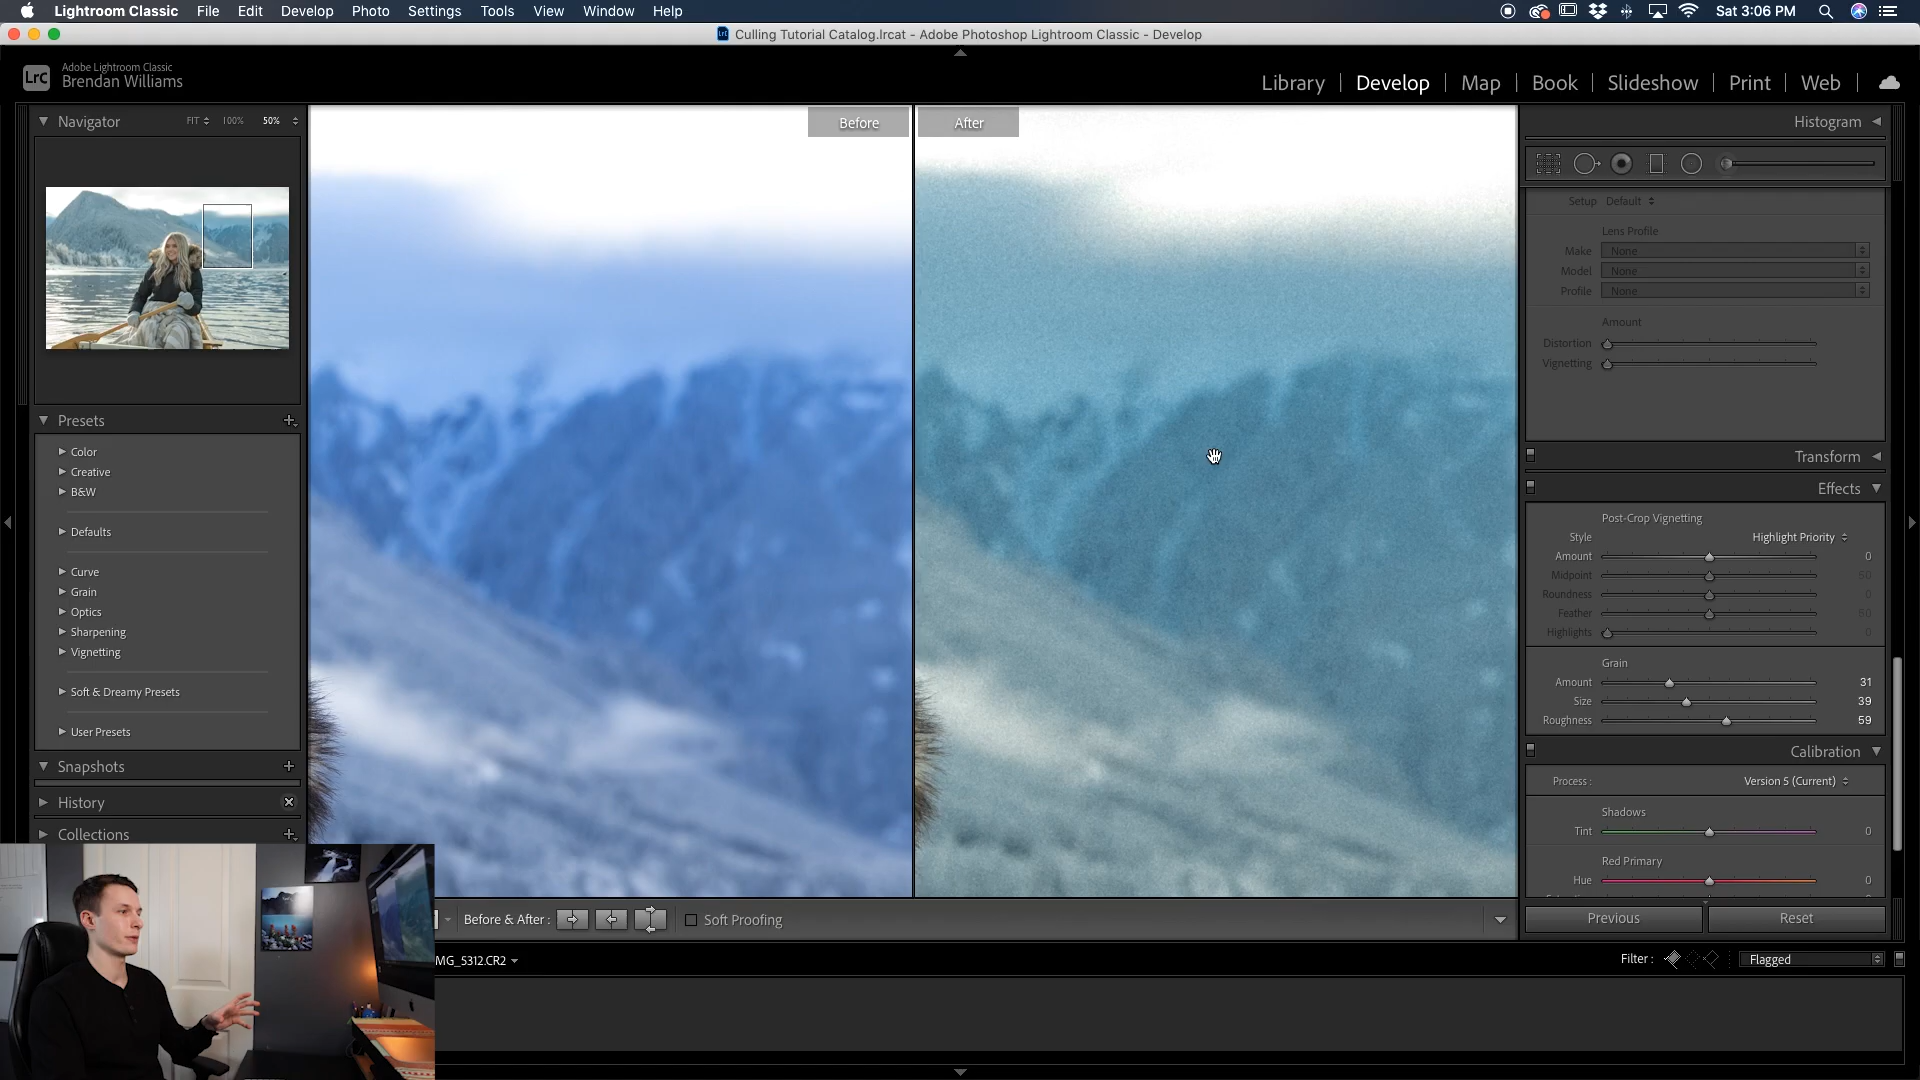 Lightroom Classic File Edit Develop Photo Settings Tools View Window Help Sat 3:06 PM
Culling Tutorial Catalog.lrcat - Adobe Photoshop Lightroom Classic - Develop
LrC
Adobe Lightroom Classic
Brendan Williams
Library | Develop | Map | Book | Slideshow | Print | Web |
Navigator FIT 100% 50%
Before
After
Histogram
Setup Default
Lens Profile
Make None
Model None
Profile None
Amount
Distortion
Vignetting
Presets
Color
Creative
B&W
Defaults
Curve
Grain
Optics
Sharpening
Vignetting
Soft & Dreamy Presets
User Presets
Snapshots
History
Collections
Transform
Effects
Post-Crop Vignetting
Style Highlight Priority
Amount 0
Midpoint 50
Roundness 0
Feather 50
Highlights 0
Grain
Amount 31
Size 39
Roughness 59
Calibration
Process : Version 5 (Current)
Shadows
Tint 0
Red Primary
Hue 0
Before & After : Soft Proofing
Previous Reset
MG_5312.CR2
Filter : Flagged